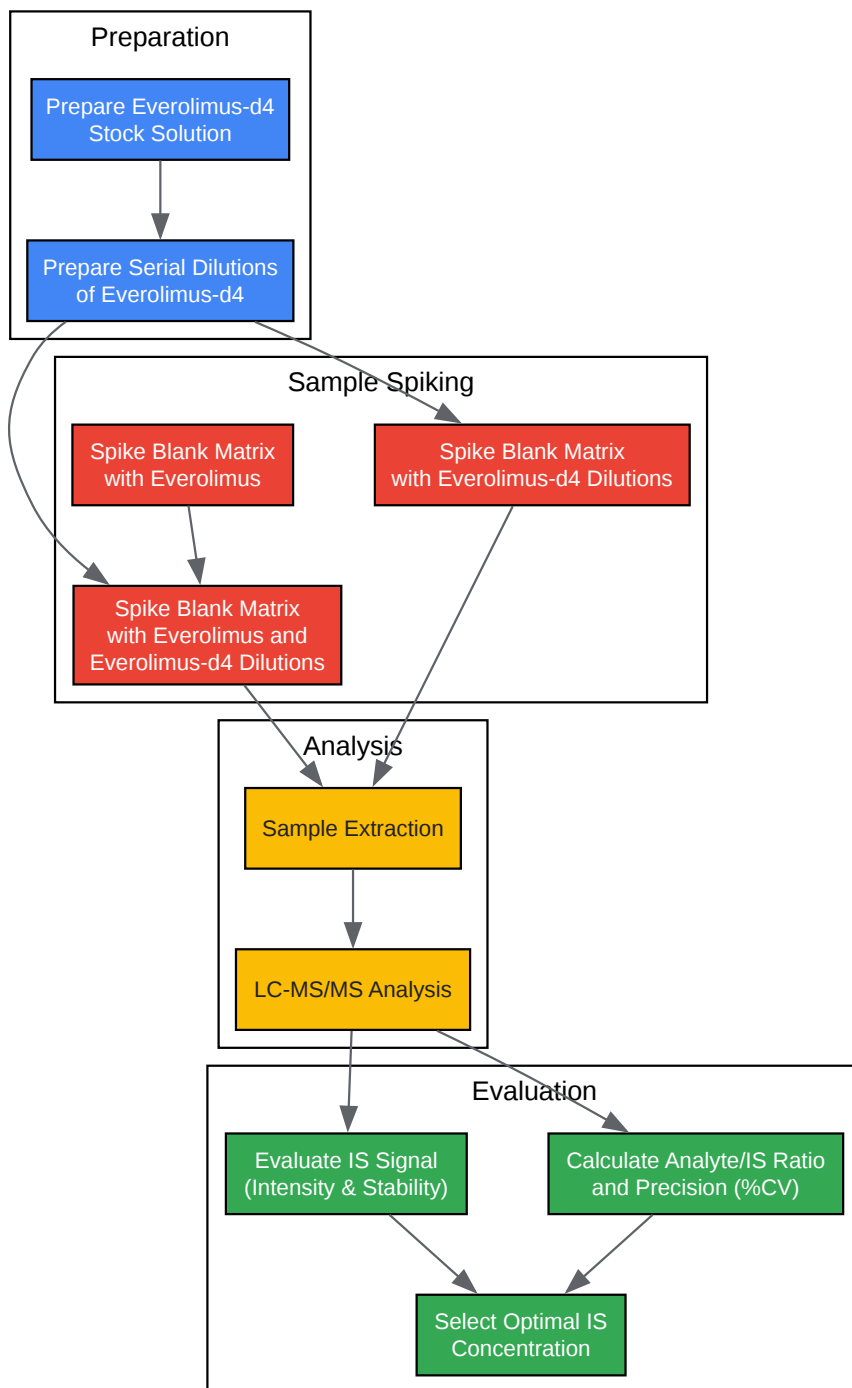 Preparation
Prepare Everolimus-d4
Stock Solution
Prepare Serial Dilutions
of Everolimus-d4
Sample Spiking
Spike Blank Matrix
with Everolimus
Spike Blank Matrix
with Everolimus-d4 Dilutions
Spike Blank Matrix
with Everolimus and
Everolimus-d4 Dilutions
Analysis
Sample Extraction
LC-MS/MS Analysis
Evaluation
Evaluate IS Signal
(Intensity & Stability)
Calculate Analyte/IS Ratio
and Precision (%CV)
Select Optimal IS
Concentration